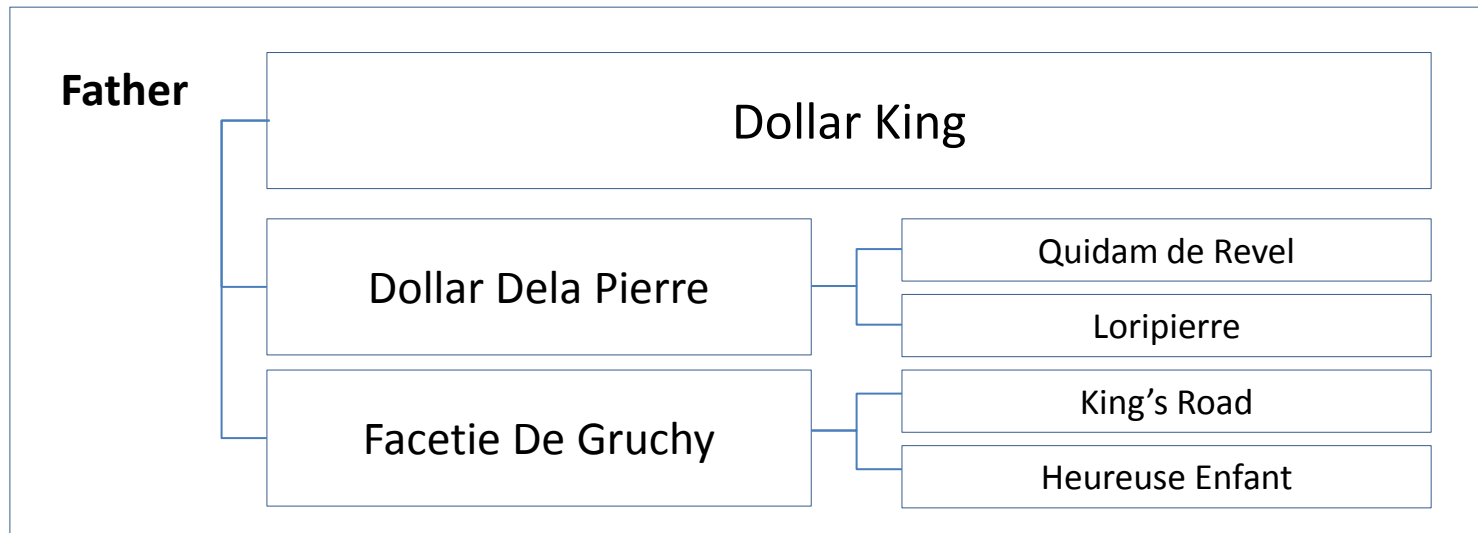 Father
Dollar King
Dollar Dela Pierre
Quidam de Revel
Loripierre
Facetie De Gruchy
King’s Road
Heureuse Enfant